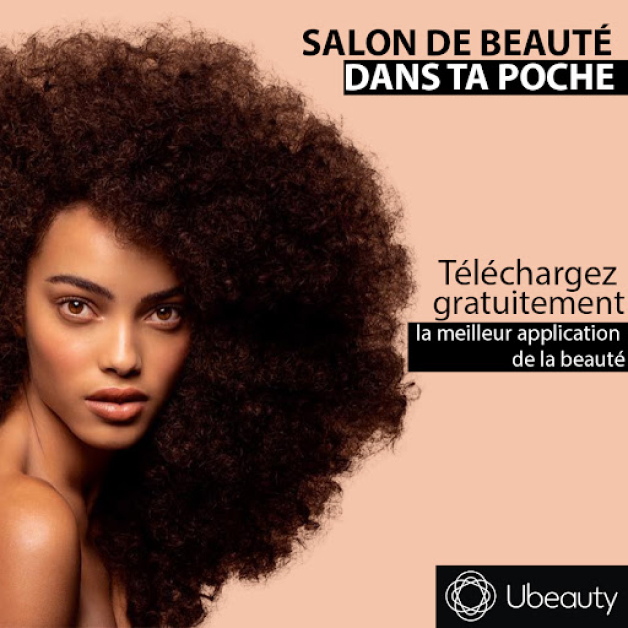 SALON DE BEAUTÉ
DANS TA POCHE
Téléchargez
gratuitement
la meilleur application
de la beauté
Ubeauty